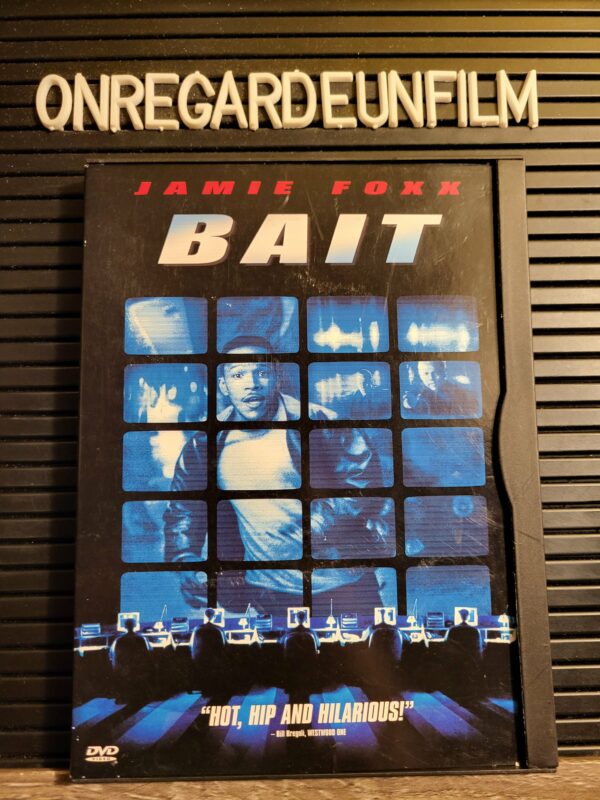 ONREGARDEUNFILM
JAMIE FOXX
BAIT
"HOT, HIP AND HILARIOUS!"
– Bill Bregoli, WESTWOOD ONE
DVD
VIDEO